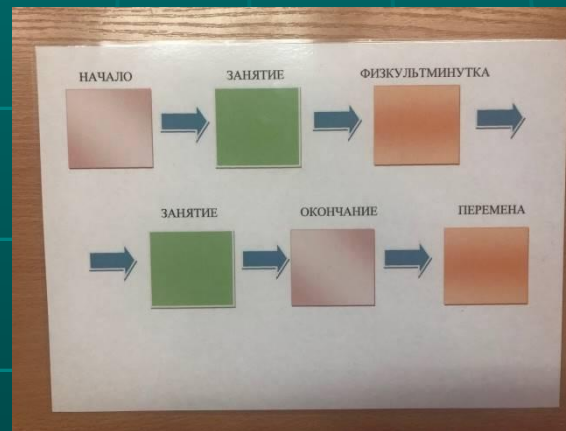 НАЧАЛО ЗАНЯТИЕ ФИЗКУЛЬТМИНУТКА
ЗАНЯТИЕ ОКОНЧАНИЕ ПЕРЕМЕНА